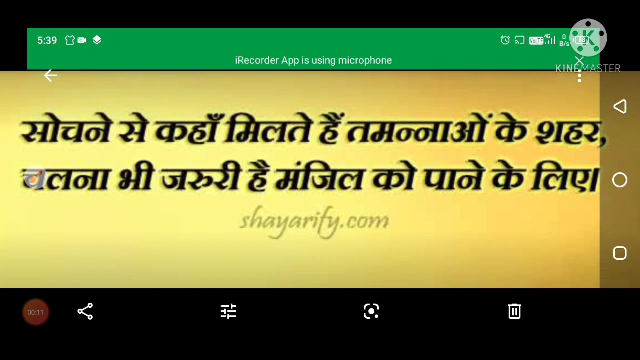 5:39
iRecorder App is using microphone
KINEMASTER
सोचने से कहाँ मिलते हैं तमन्नाओं के शहर,
चलना भी जरुरी है मंजिल को पाने के लिए।
shayarify.com
00:11